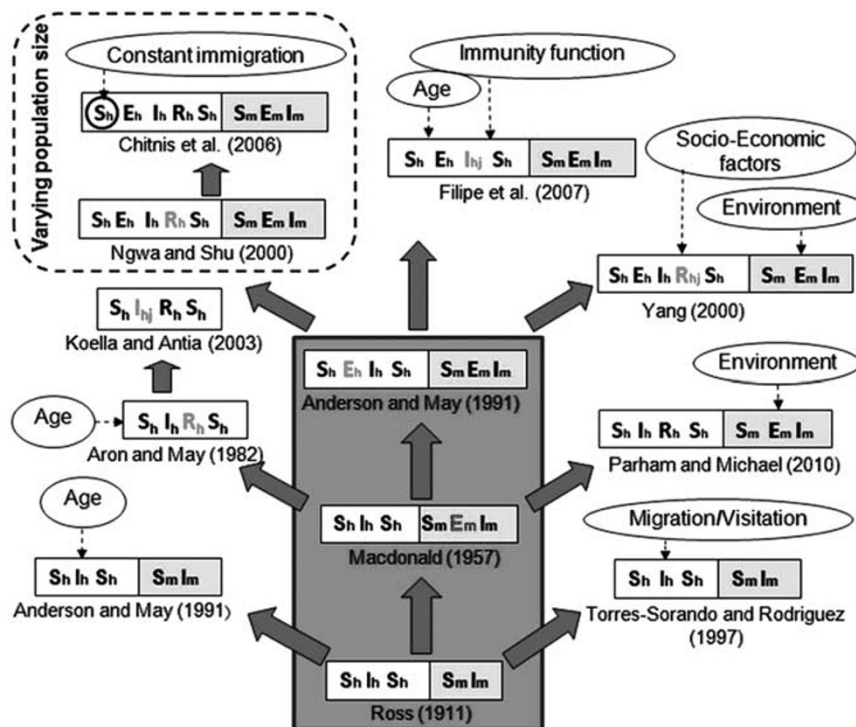 Varying population size
Constant immigration
Sh Eh Ih Rh Sh Sm Em Im
Chitnis et al. (2006)
Sh Eh Ih Rh Sh Sm Em Im
Ngwa and Shu (2000)
Immunity function
Age
Sh Eh Ihj Sh Sm Em Im
Filipe et al. (2007)
Socio-Economic
factors
Environment
Sh Eh Ih Rhj Sh Sm Em Im
Yang (2000)
Sh Ihj Rh Sh
Koella and Antia (2003)
Age
Sh Ih Rh Sh
Aron and May (1982)
Sh Eh Ih Sh Sm Em Im
Anderson and May (1991)
Environment
Sh Ih Rh Sh Sm Em Im
Parham and Michael (2010)
Age
Sh Ih Sh Sm Im
Anderson and May (1991)
Sh Ih Sh Sm Em Im
Macdonald (1957)
Migration/Visitation
Sh Ih Sh Sm Im
Torres-Sorando and Rodriguez
(1997)
Sh Ih Sh Sm Im
Ross (1911)